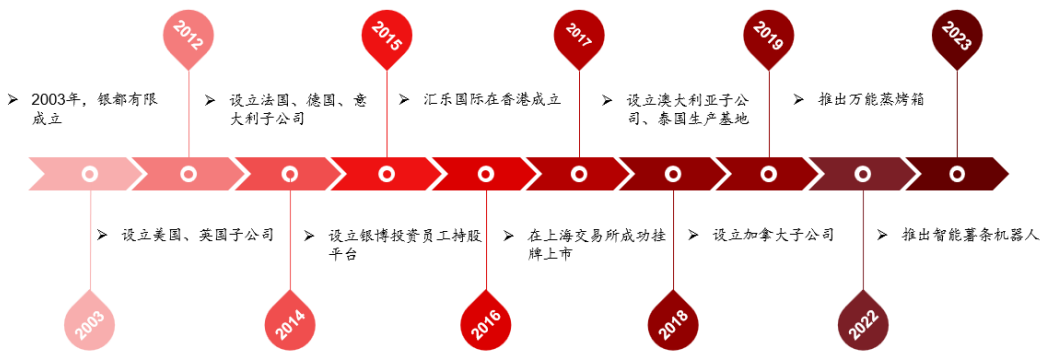 2012
2015
2017
2019
2023
➢ 2003年，银都有限
成立
➢ 设立法国、德国、意
大利子公司
➢ 汇乐国际在香港成立
➢ 设立澳大利亚子公
司、泰国生产基地
➢ 推出万能蒸烤箱
➢ 设立美国、英国子公司
➢ 设立银博投资员工持股
平台
➢ 在上海交易所成功挂
牌上市
➢ 设立加拿大子公司
➢ 推出智能薯条机器人
2003
2014
2016
2018
2022